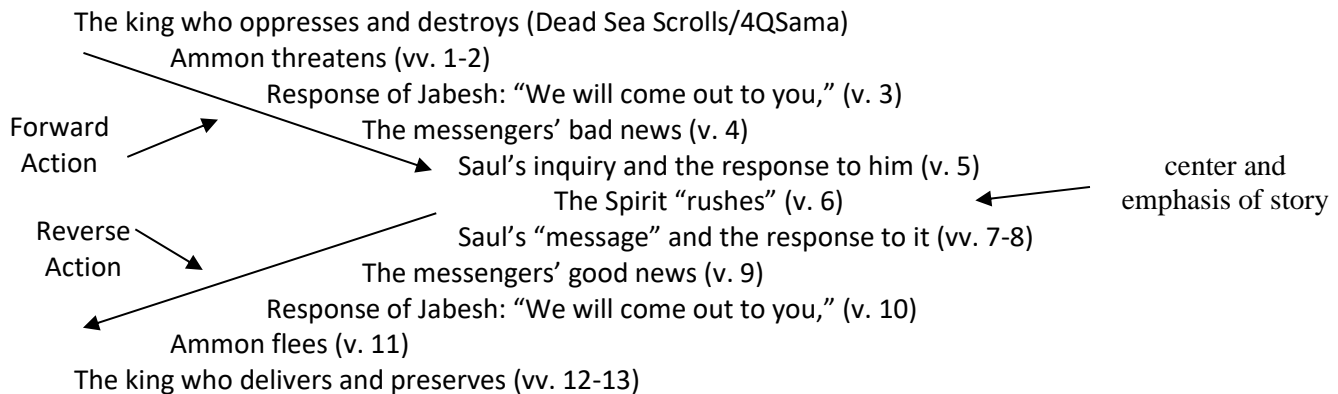 The king who oppresses and destroys (Dead Sea Scrolls/4QSama)
Ammon threatens (vv. 1-2)
Response of Jabesh: “We will come out to you,” (v. 3)
Forward
Action
The messengers’ bad news (v. 4)
Saul’s inquiry and the response to him (v. 5)
The Spirit “rushes” (v. 6)
center and
emphasis of story
Saul’s “message” and the response to it (vv. 7-8)
Reverse
Action
The messengers’ good news (v. 9)
Response of Jabesh: “We will come out to you,” (v. 10)
Ammon flees (v. 11)
The king who delivers and preserves (vv. 12-13)